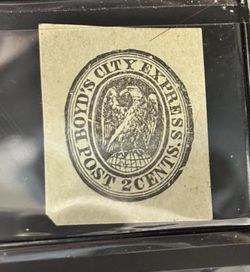 BOYD'S CITY EXPRESS.
POST 2 CENTS.